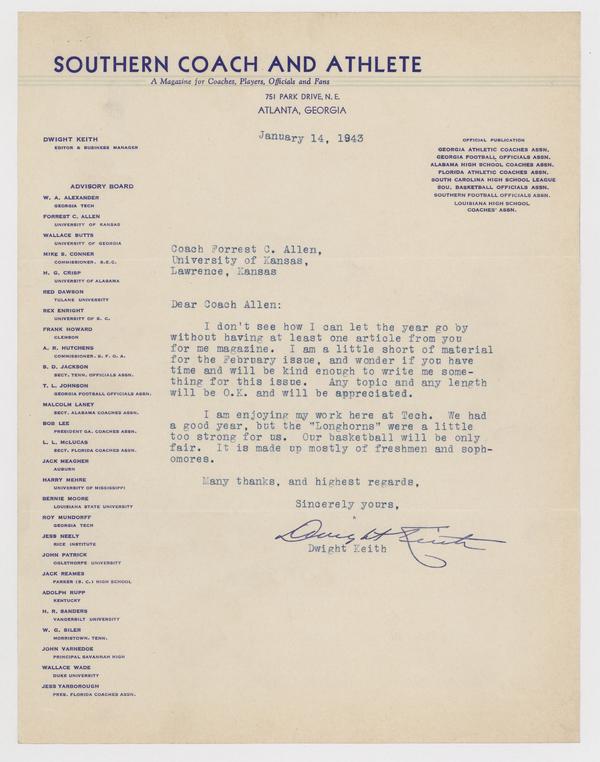 SOUTHERN COACH AND ATHLETE
A Magazine for Coaches, Players, Officials and Fans
751 PARK DRIVE, N. E.
ATLANTA, GEORGIA
January 14, 1943
DWIGHT KEITH
EDITOR & BUSINESS MANAGER
ADVISORY BOARD
W. A. ALEXANDER
GEORGIA TECH
FORREST C. ALLEN
UNIVERSITY OF KANSAS
WALLACE BUTTS
UNIVERSITY OF GEORGIA
MIKE S. CONNER
COMMISSIONER, S.E.C.
H. G. CRISP
UNIVERSITY OF ALABAMA
RED DAWSON
TULANE UNIVERSITY
REX ENRIGHT
UNIVERSITY OF S. C.
FRANK HOWARD
CLEMSON
A. R. HUTCHENS
COMMISSIONER, S. F. O. A.
S. D. JACKSON
SECT. TENN. OFFICIALS ASSN.
T. L. JOHNSON
GEORGIA FOOTBALL OFFICIALS ASSN.
MALCOLM LANEY
SECT. ALABAMA COACHES ASSN.
BOB LEE
PRESIDENT GA. COACHES ASSN.
L. L. McLUCAS
SECT. FLORIDA COACHES ASSN.
JACK MEAGHER
AUBURN
HARRY MEHRE
UNIVERSITY OF MISSISSIPPI
BERNIE MOORE
LOUISIANA STATE UNIVERSITY
ROY MUNDORFF
GEORGIA TECH
JESS NEELY
RICE INSTITUTE
JOHN PATRICK
OGLETHORPE UNIVERSITY
JACK REAMES
PARKER (S. C.) HIGH SCHOOL
ADOLPH RUPP
KENTUCKY
H. R. SANDERS
VANDERBILT UNIVERSITY
W. G. SILER
MORRISTOWN, TENN.
JOHN VARNEDOE
PRINCIPAL SAVANNAH HIGH
WALLACE WADE
DUKE UNIVERSITY
JESS YARBOROUGH
PRES. FLORIDA COACHES ASSN.
OFFICIAL PUBLICATION
GEORGIA ATHLETIC COACHES ASSN.
GEORGIA FOOTBALL OFFICIALS ASSN.
ALABAMA HIGH SCHOOL COACHES ASSN.
FLORIDA ATHLETIC COACHES ASSN.
SOUTH CAROLINA HIGH SCHOOL LEAGUE
SOU. BASKETBALL OFFICIALS ASSN.
SOUTHERN FOOTBALL OFFICIALS ASSN.
LOUISIANA HIGH SCHOOL
COACHES' ASSN.
Coach Forrest C. Allen,
University of Kansas,
Lawrence, Kansas
Dear Coach Allen:
I don't see how I can let the year go by
without having at least one article from you
for me magazine. I am a little short of material
for the February issue, and wonder if you have
time and will be kind enough to write me some-
thing for this issue. Any topic and any length
will be O.K. and will be appreciated.
I am enjoying my work here at Tech. We had
a good year, but the "Longhorns" were a little
too strong for us. Our basketball will be only
fair. It is made up mostly of freshmen and soph-
omores.
Many thanks, and highest regards,
Sincerely yours,
Dwight Keith
Dwight Keith